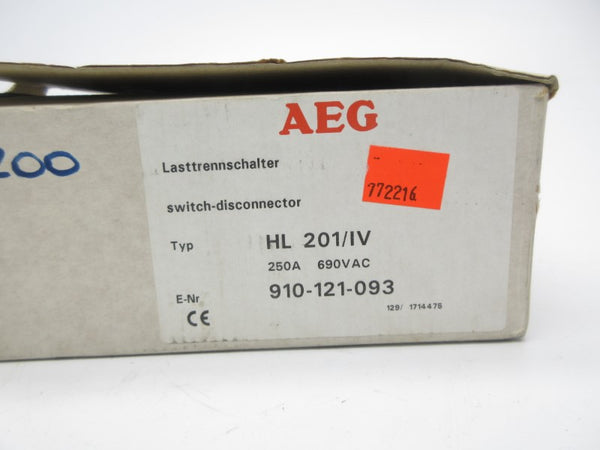 AEG
200
Lasttrennschalter
772216
switch-disconnector
Typ HL 201/IV
250A 690VAC
E-Nr 910-121-093
CE
129/ 1714475